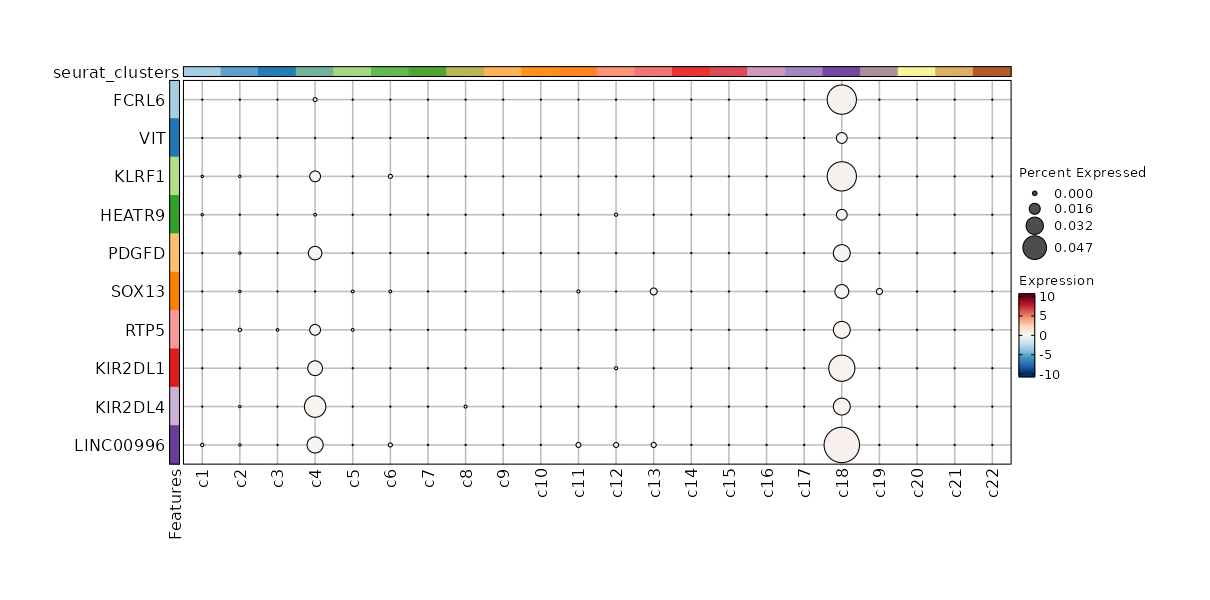 seurat_clusters
FCRL6
VIT
KLRF1
HEATR9
PDGFD
SOX13
RTP5
KIR2DL1
KIR2DL4
LINC00996
Features
c1 c2 c3 c4 c5 c6 c7 c8 c9 c10 c11 c12 c13 c14 c15 c16 c17 c18 c19 c20 c21 c22
Percent Expressed
0.000
0.016
0.032
0.047
Expression
10
5
0
-5
-10